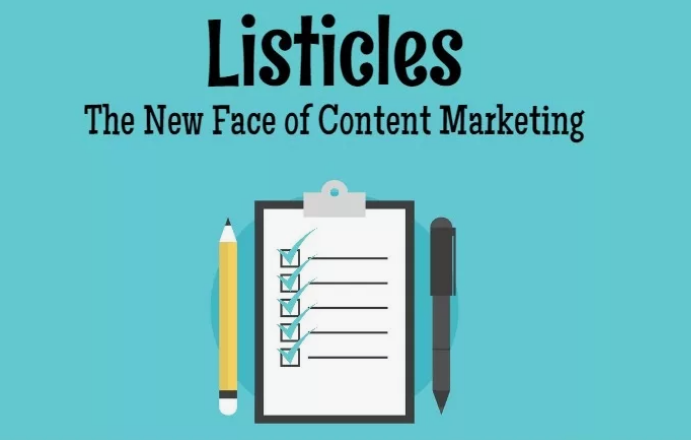 Listicles
The New Face of Content Marketing